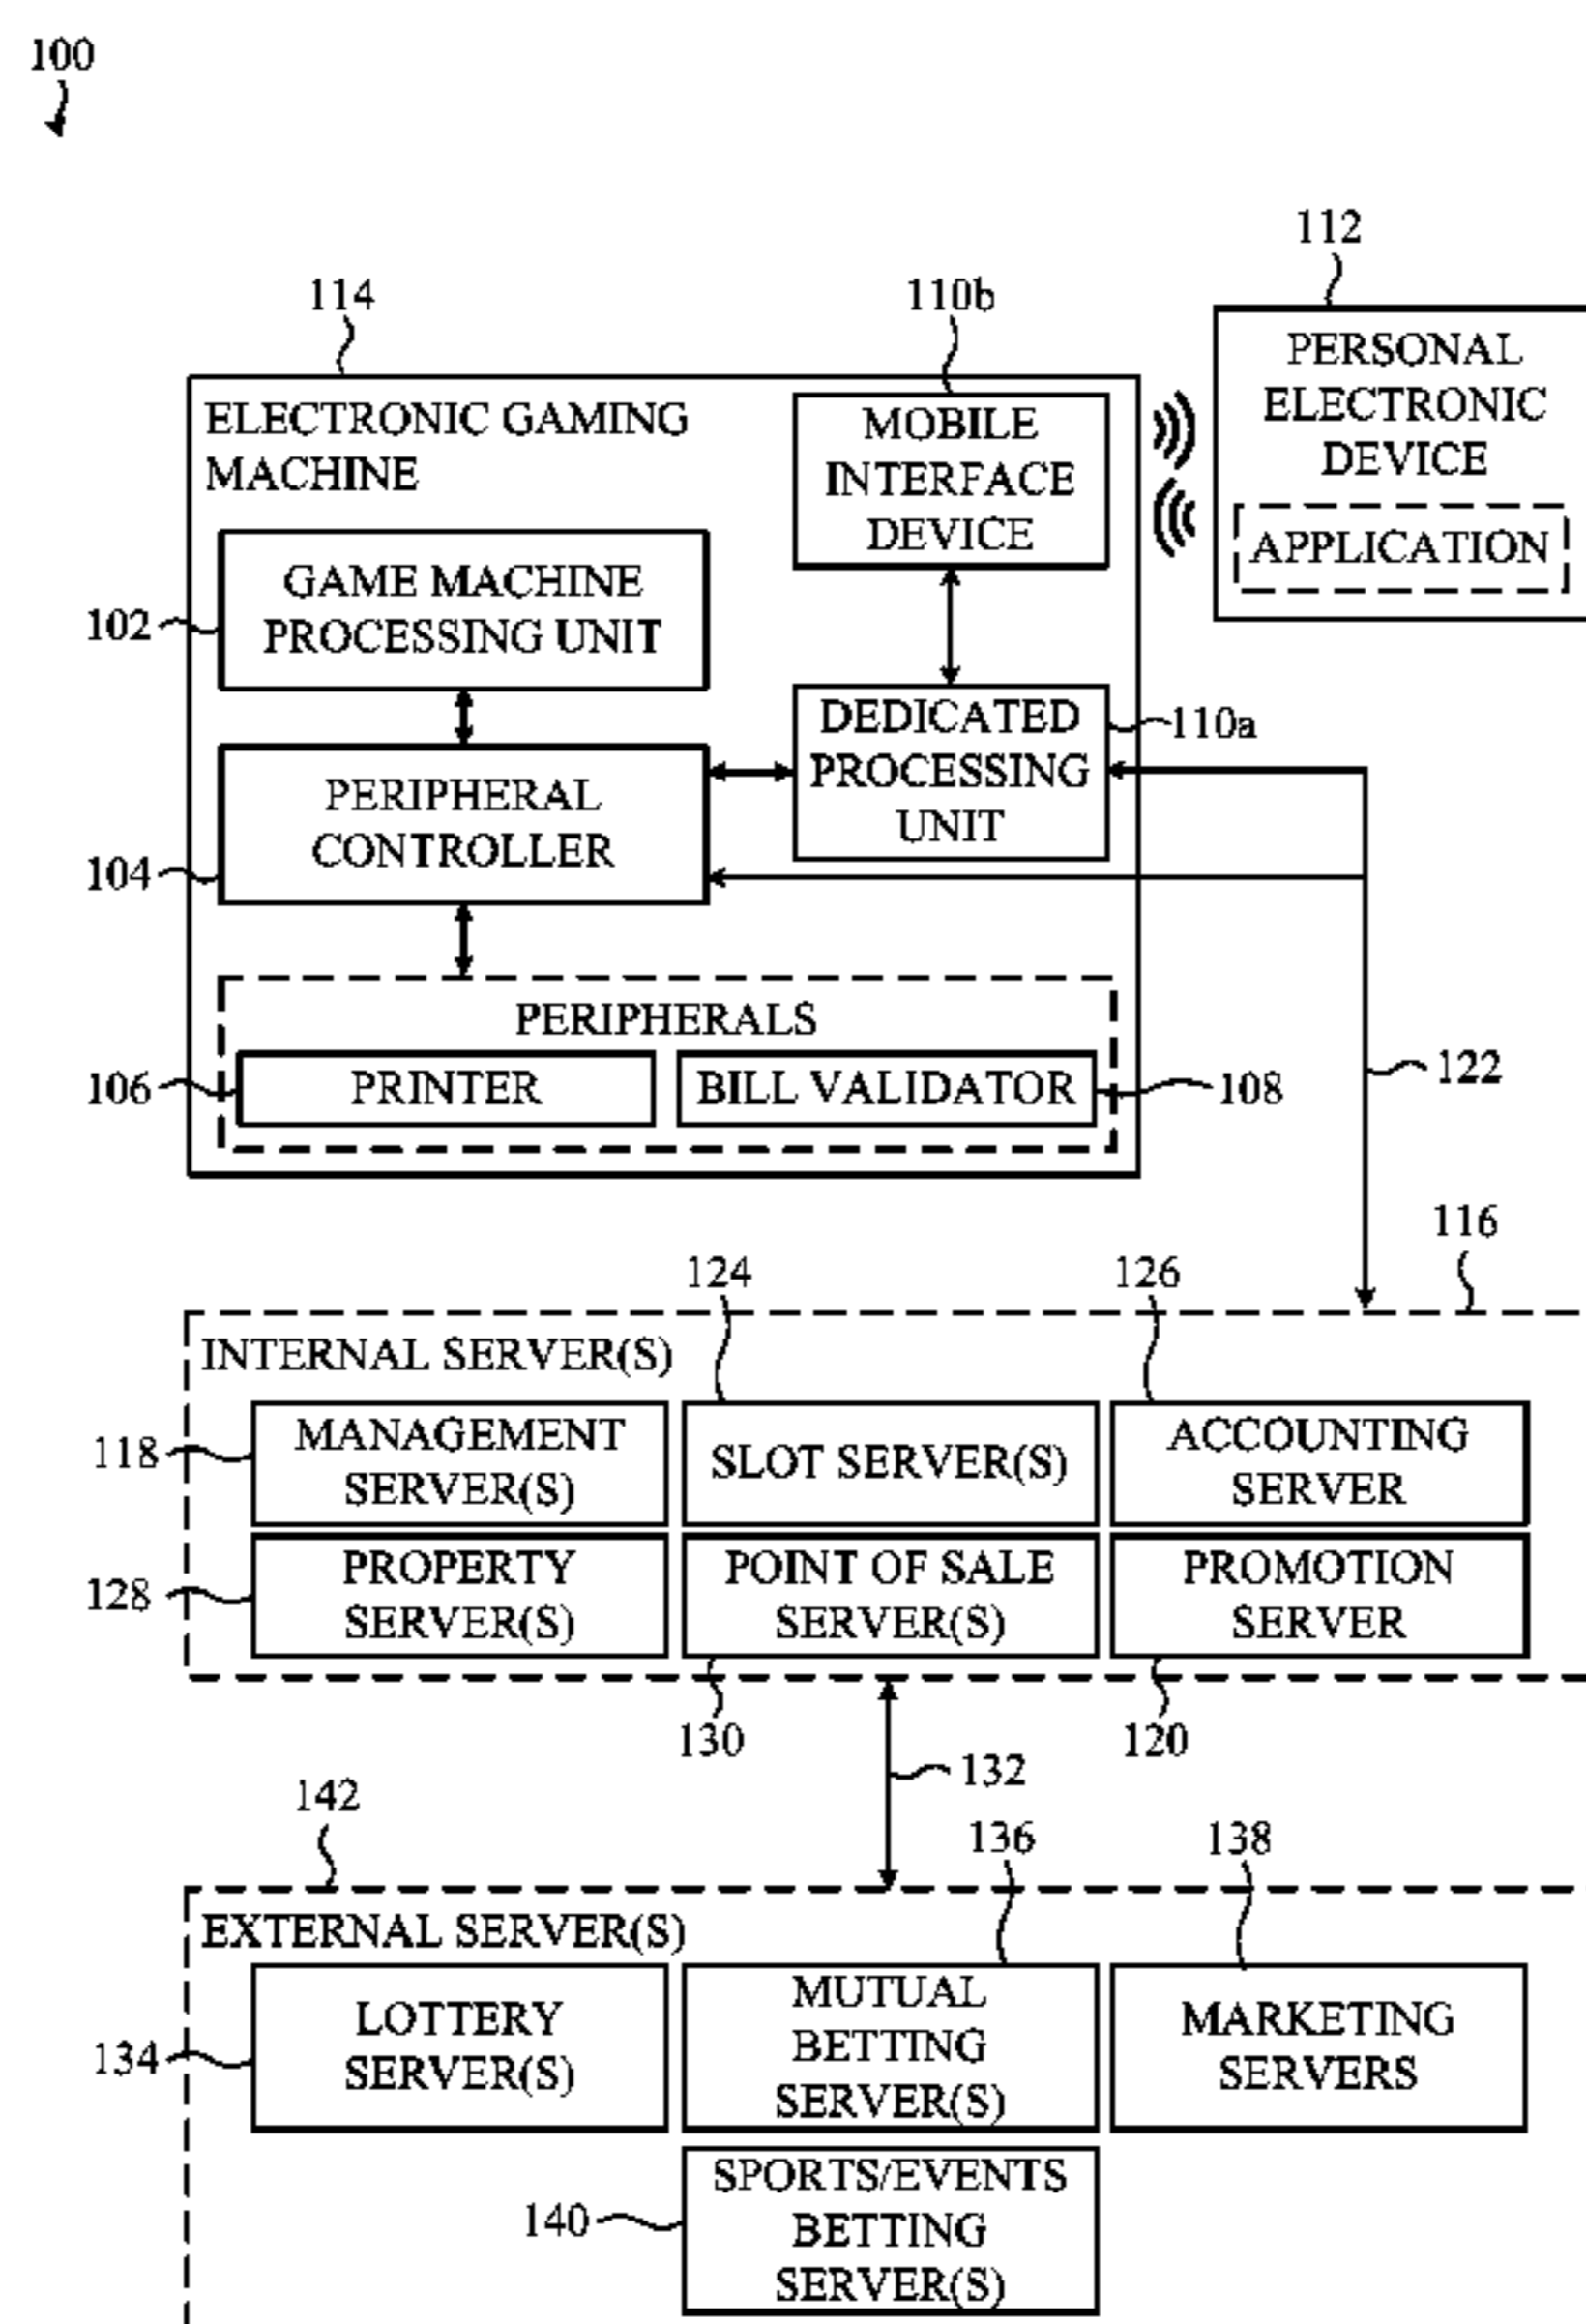 100
112
114
110b
PERSONAL
ELECTRONIC
DEVICE
APPLICATION
ELECTRONIC GAMING
MACHINE
MOBILE
INTERFACE
DEVICE
GAME MACHINE
PROCESSING UNIT
102
DEDICATED
PROCESSING
UNIT
110a
PERIPHERAL
CONTROLLER
104
PERIPHERALS
106
PRINTER
BILL VALIDATOR
108
122
116
124
126
INTERNAL SERVER(S)
118
MANAGEMENT
SERVER(S)
SLOT SERVER(S)
ACCOUNTING
SERVER
128
PROPERTY
SERVER(S)
POINT OF SALE
SERVER(S)
PROMOTION
SERVER
130
120
132
142
136
138
EXTERNAL SERVER(S)
134
LOTTERY
SERVER(S)
MUTUAL
BETTING
SERVER(S)
MARKETING
SERVERS
140
SPORTS/EVENTS
BETTING
SERVER(S)